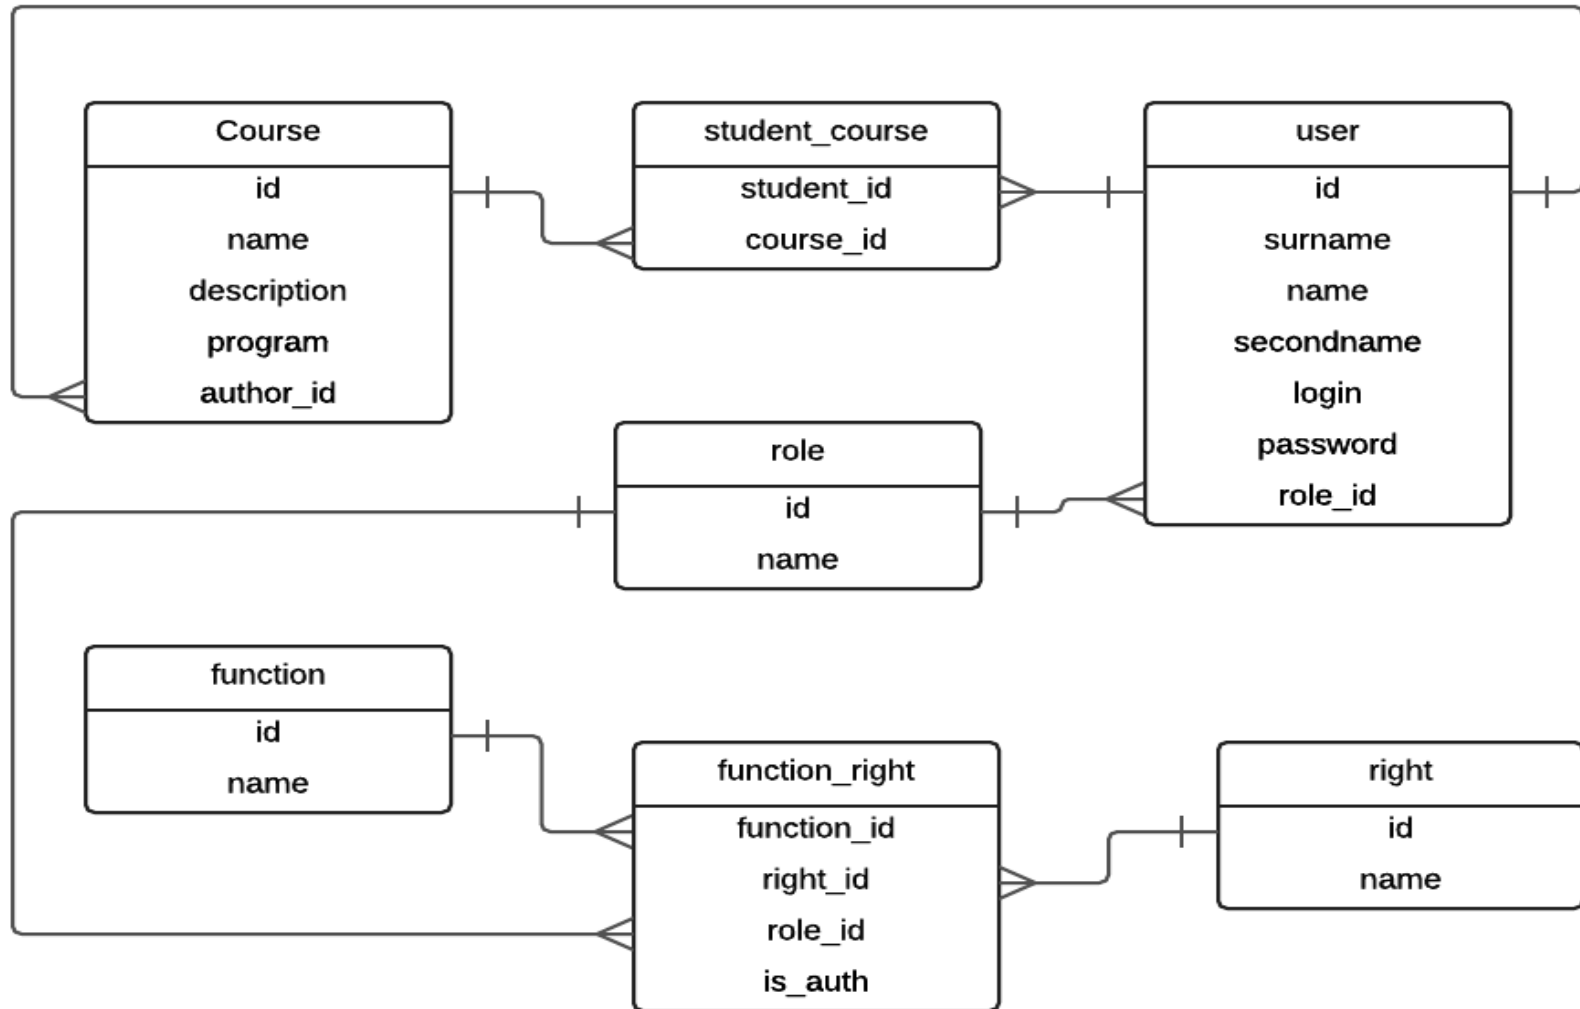 Course
id
name
description
program
author_id
student_course
student_id
course_id
user
id
surname
name
secondname
login
password
role_id
role
id
name
function
id
name
function_right
function_id
right_id
role_id
is_auth
right
id
name